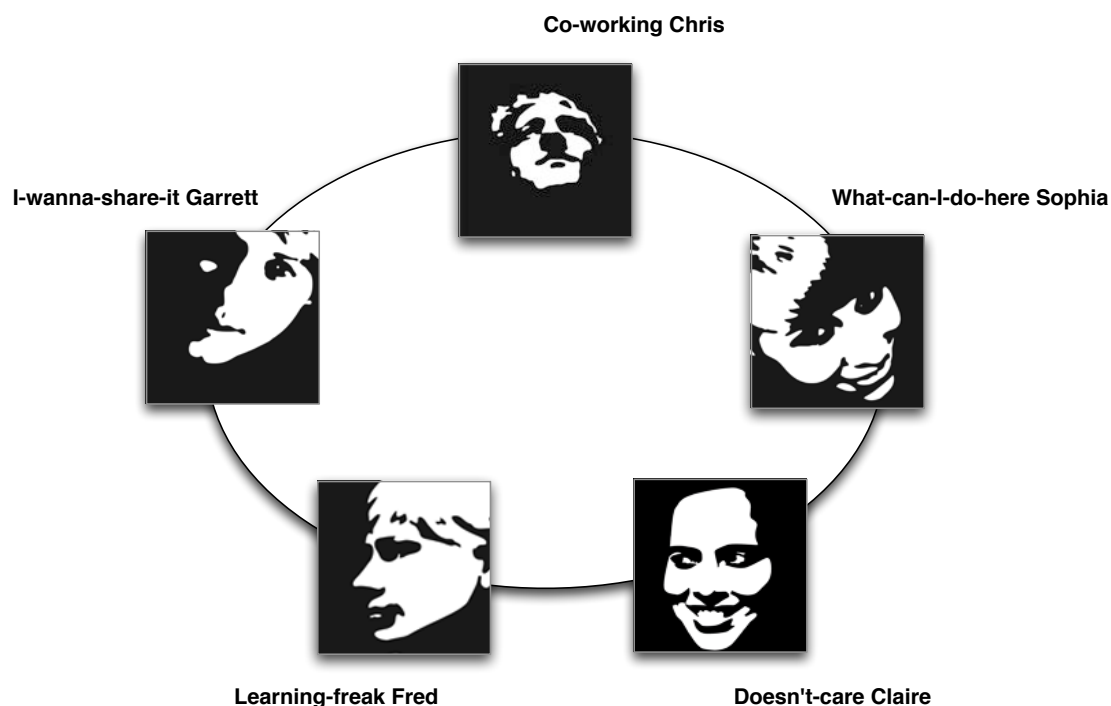 Co-working Chris
I-wanna-share-it Garrett
What-can-I-do-here Sophia
Learning-freak Fred
Doesn't-care Claire